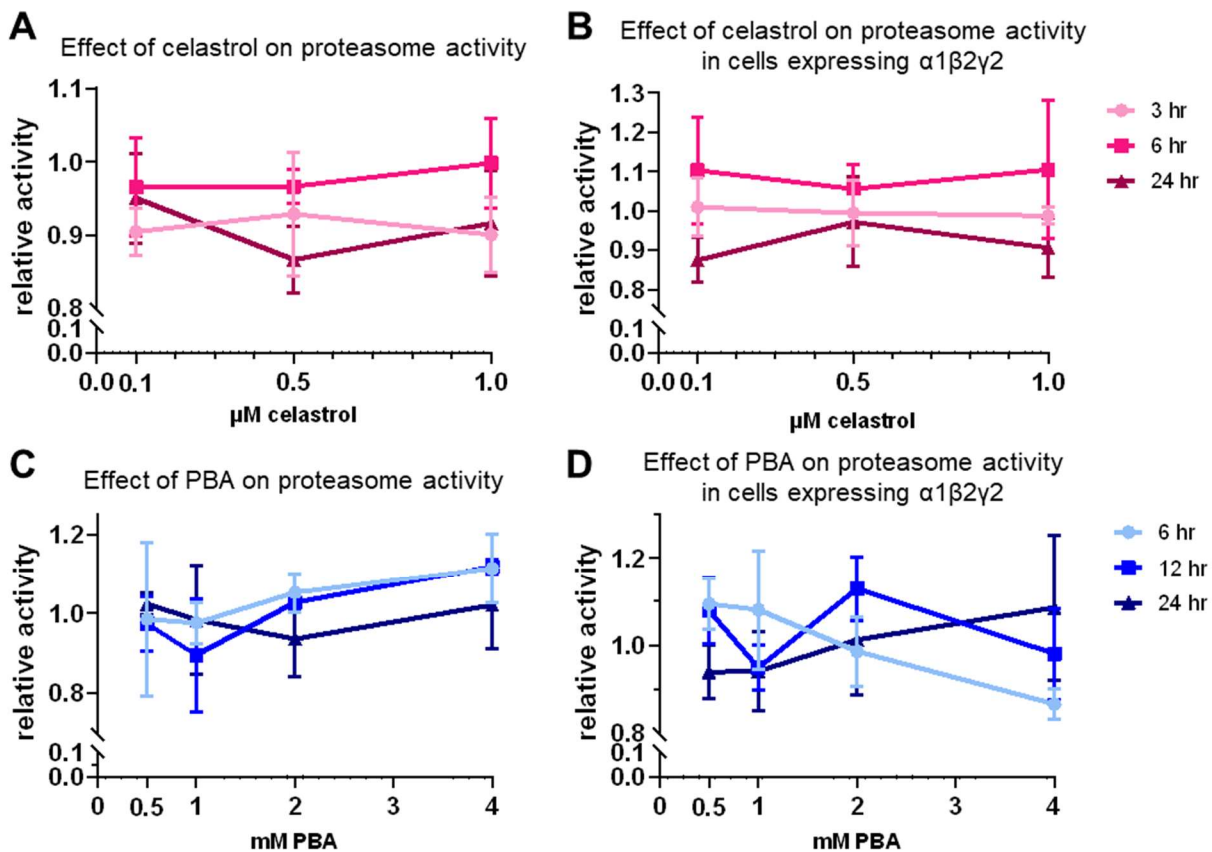 A
Effect of celastrol on proteasome activity
relative activity
1.1
1.0
0.9
0.8
0.1
0.0
0.0 0.1 0.5 1.0
µM celastrol
B
Effect of celastrol on proteasome activity
in cells expressing α1β2γ2
relative activity
1.3
1.2
1.1
1.0
0.9
0.8
0.1
0.0
0.0 0.1 0.5 1.0
µM celastrol
3 hr
6 hr
24 hr
C
Effect of PBA on proteasome activity
relative activity
1.2
1.0
0.8
0.1
0.0
0 0.5 1 2 3 4
mM PBA
D
Effect of PBA on proteasome activity
in cells expressing α1β2γ2
relative activity
1.2
1.0
0.8
0.1
0.0
0 0.5 1 2 3 4
mM PBA
6 hr
12 hr
24 hr